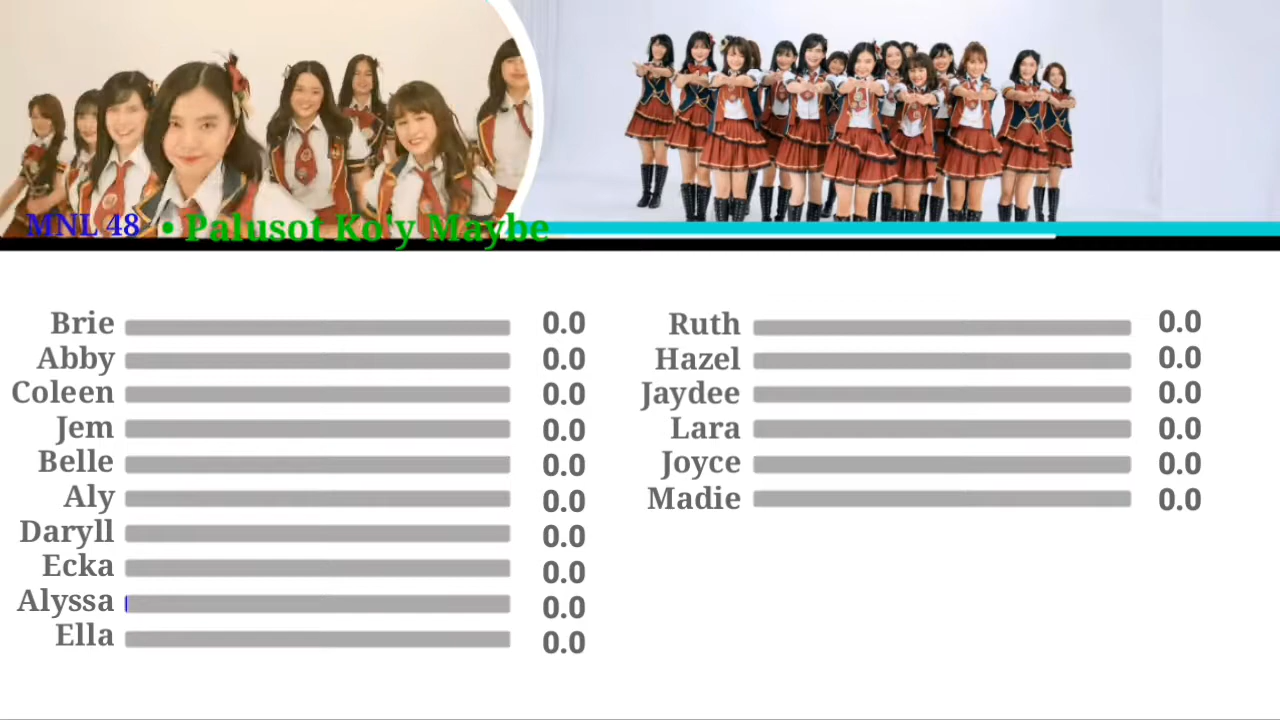 MNL 48 • Palusot Ko'y Maybe
Brie 0.0
Abby 0.0
Coleen 0.0
Jem 0.0
Belle 0.0
Aly 0.0
Daryll 0.0
Ecka 0.0
Alyssa 0.0
Ella 0.0
Ruth 0.0
Hazel 0.0
Jaydee 0.0
Lara 0.0
Joyce 0.0
Madie 0.0